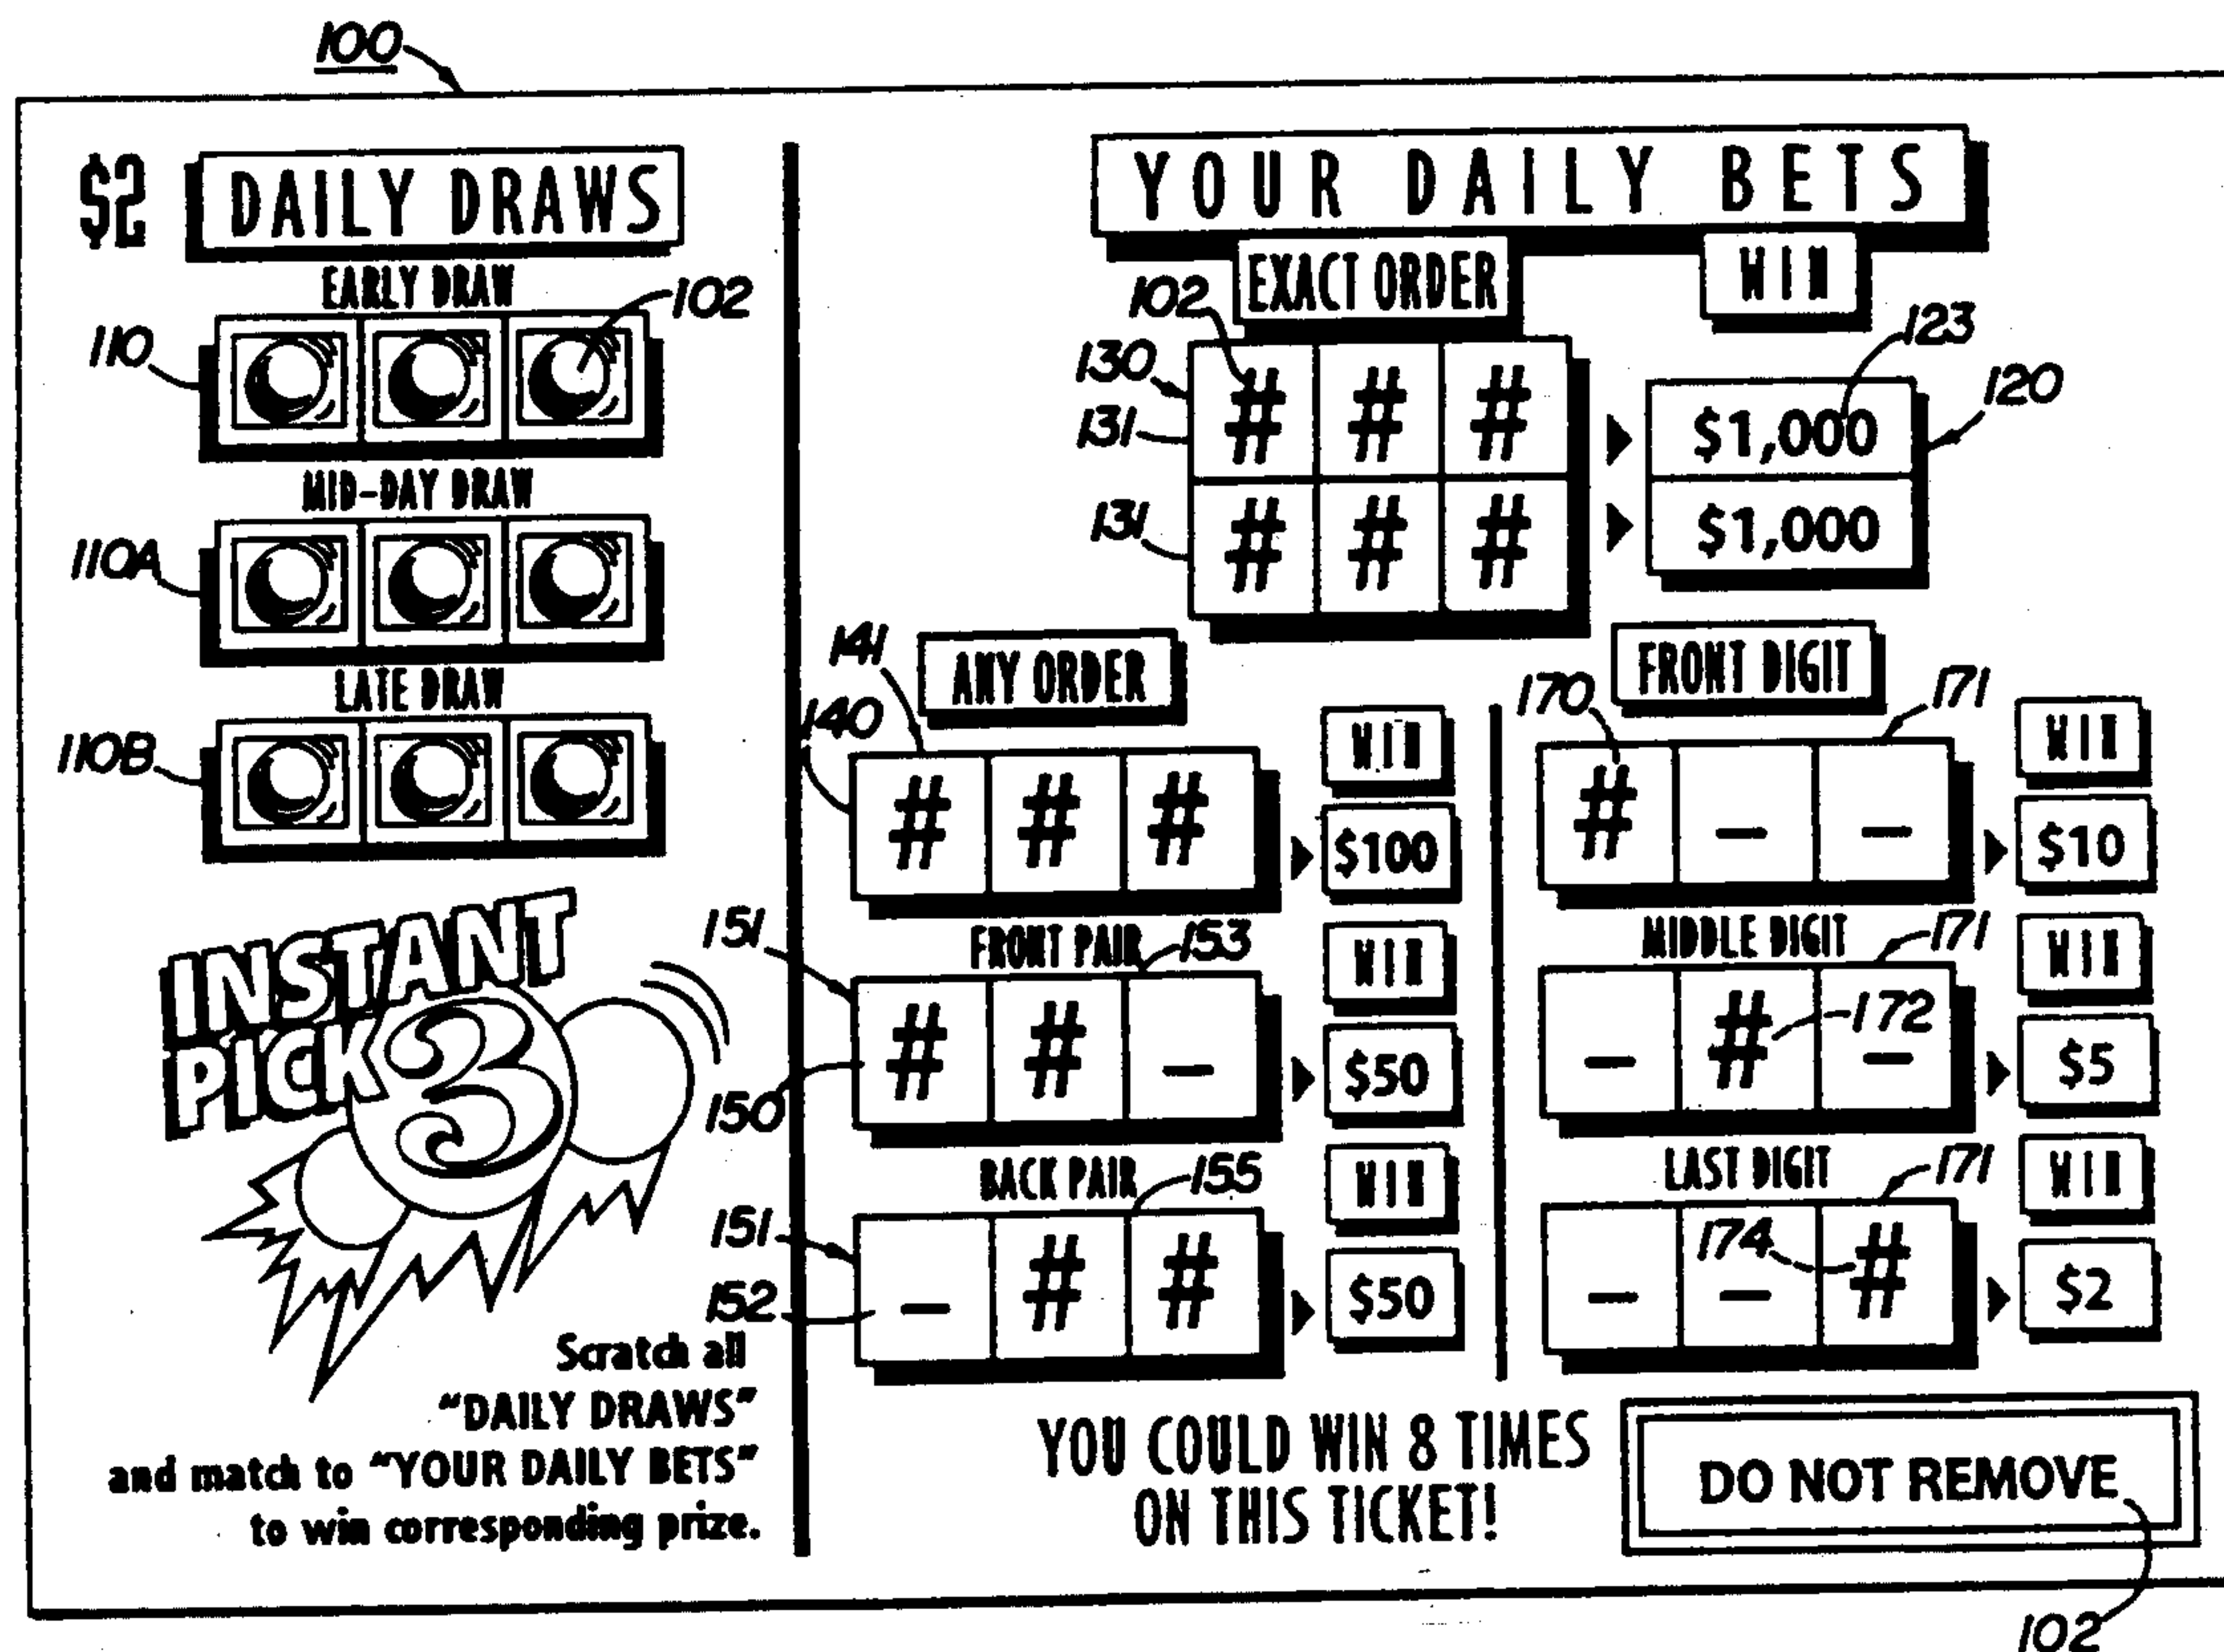 100
$2 DAILY DRAWS
EARLY DRAW
102
110
MID-DAY DRAW
110A
LATE DRAW
110B
INSTANT
PICK 3
Scratch all
"DAILY DRAWS"
and match to "YOUR DAILY BETS"
to win corresponding prize.
YOUR DAILY BETS
EXACT ORDER WIN
102 123
130 # # # $1,000 120
131
131 # # # $1,000
141 ANY ORDER
140 WIN
# # # $100
151 FRONT PAIR 153 WIN
# # – $50
150
BACK PAIR 155 WIN
151
152 – # # $50
FRONT DIGIT
170 171 WIN
# – – $10
MIDDLE DIGIT 171 WIN
– # – 172 $5
LAST DIGIT 171 WIN
174
– – # $2
YOU COULD WIN 8 TIMES
ON THIS TICKET!
DO NOT REMOVE
102